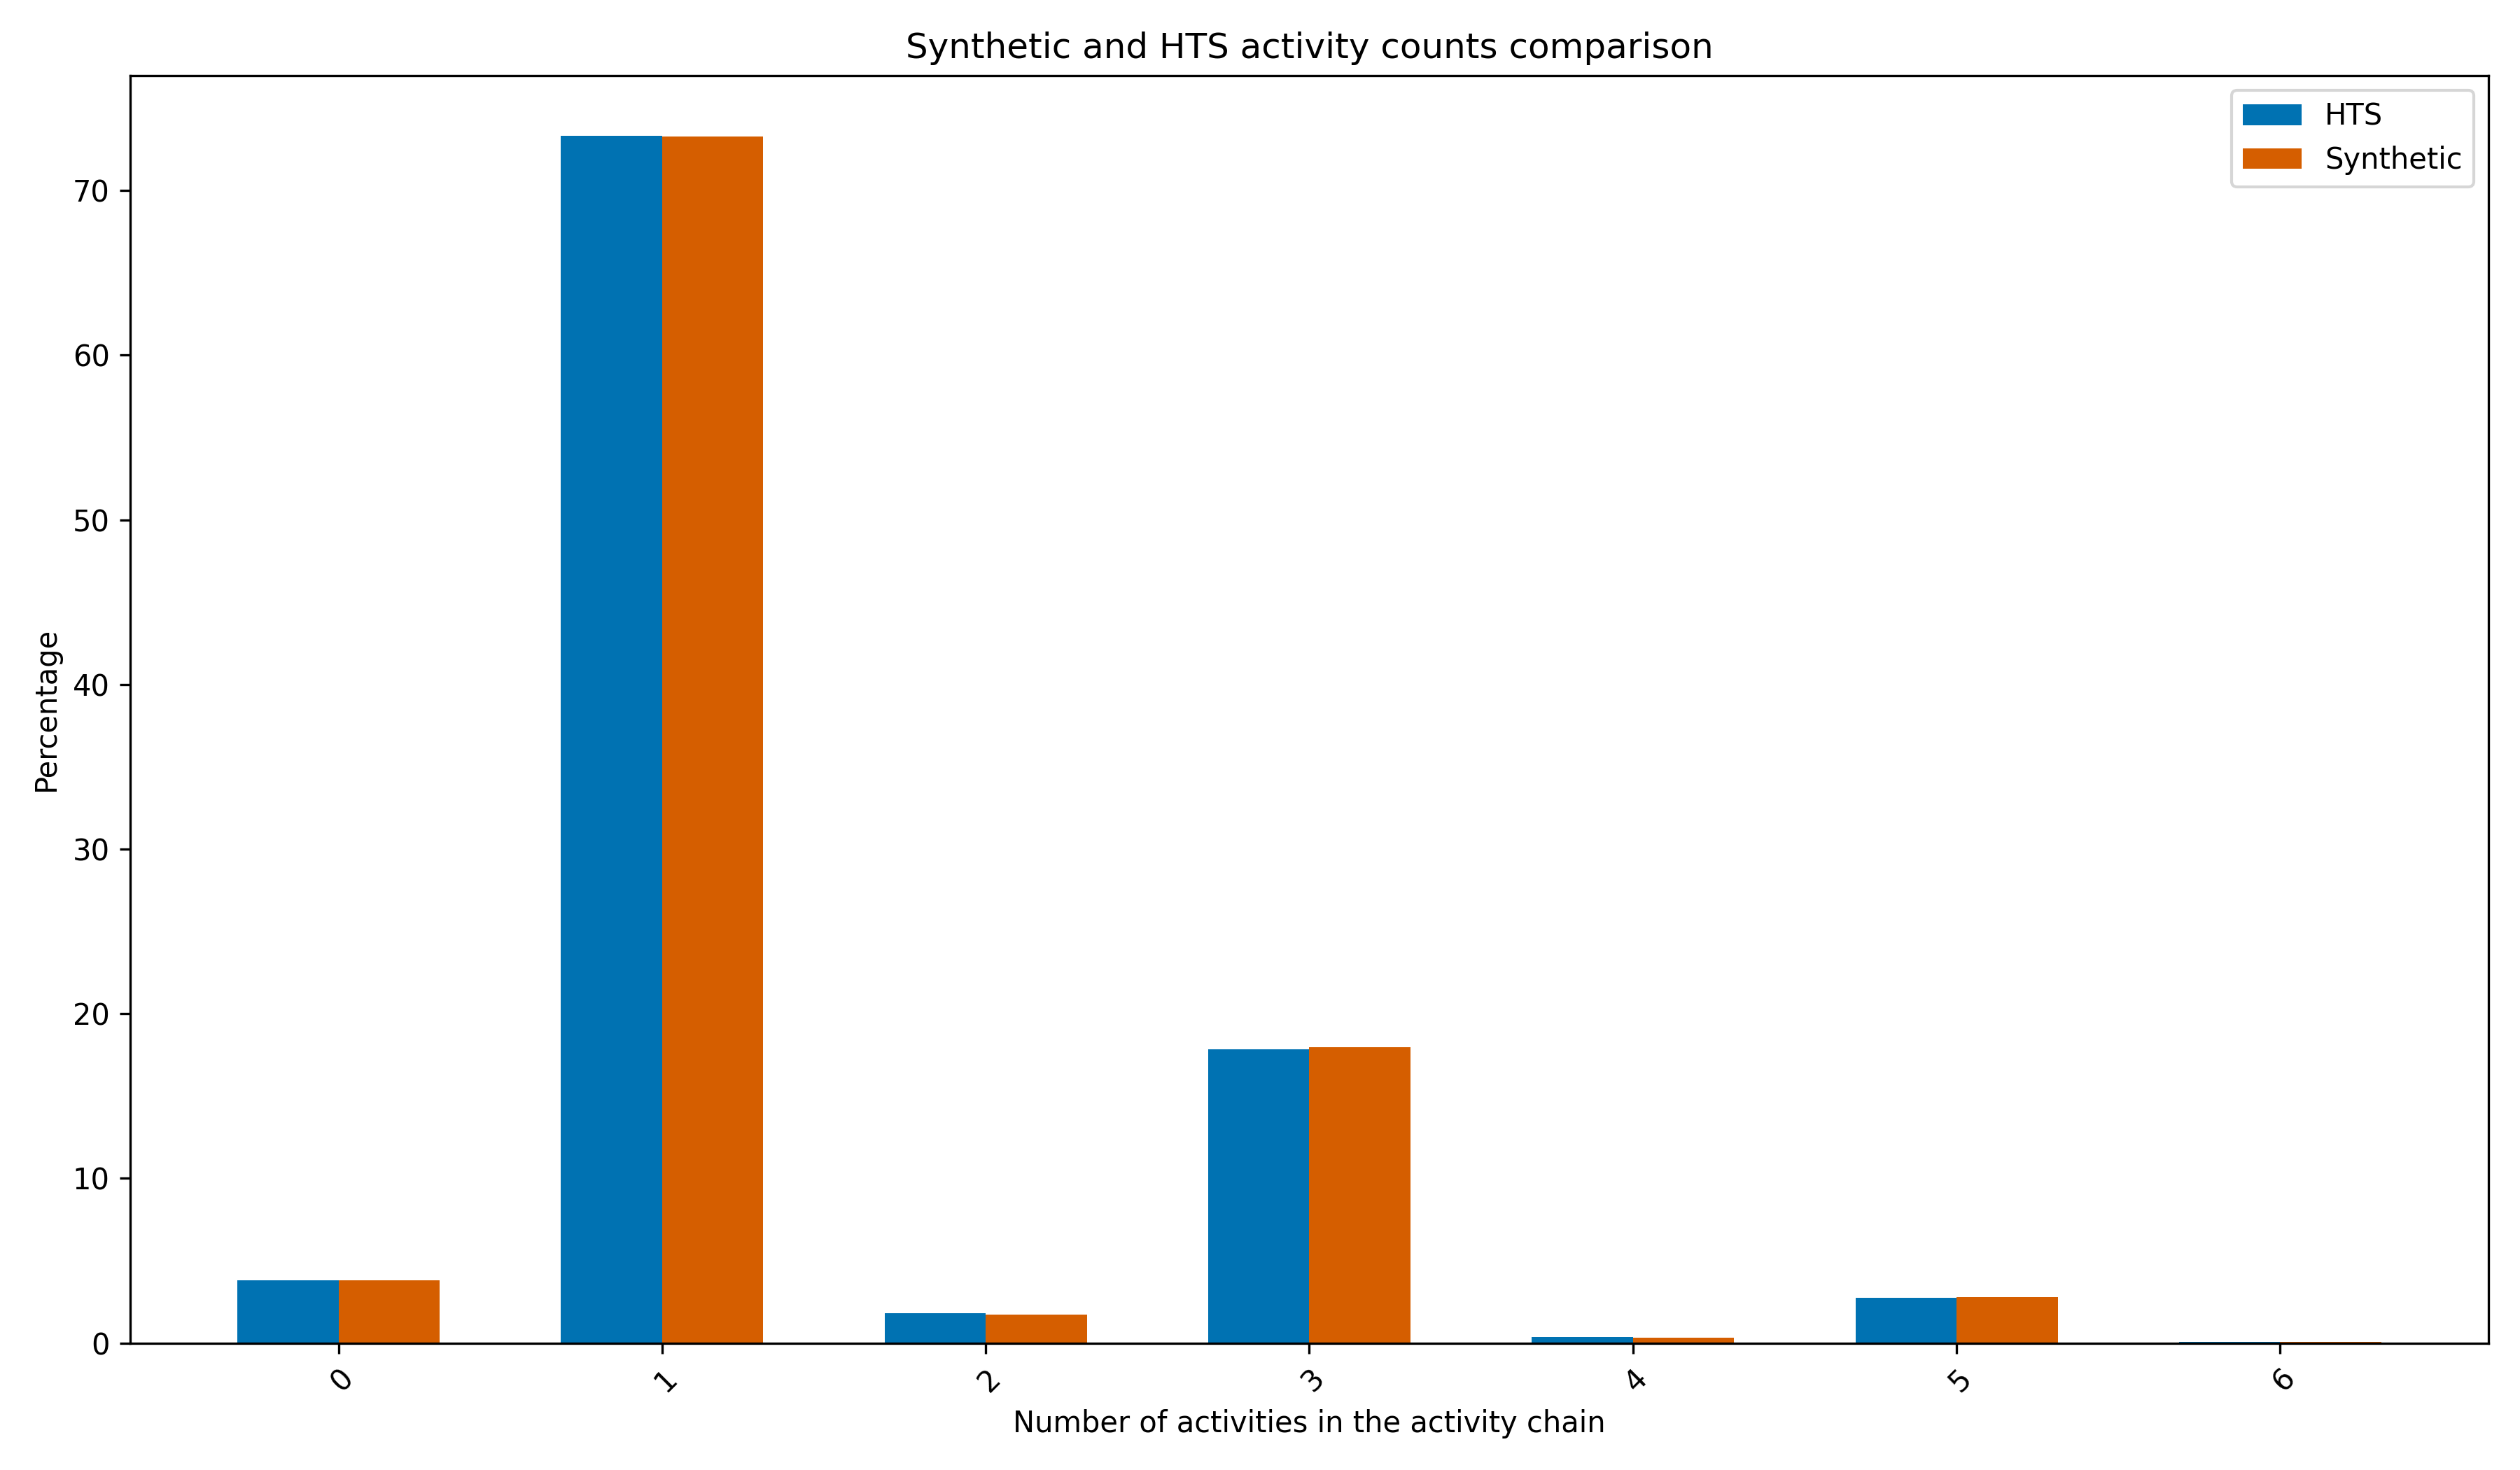 Synthetic and HTS activity counts comparison
HTS
Synthetic
70
60
50
40
30
20
10
0
Percentage
0 1 2 3 4 5 6
Number of activities in the activity chain